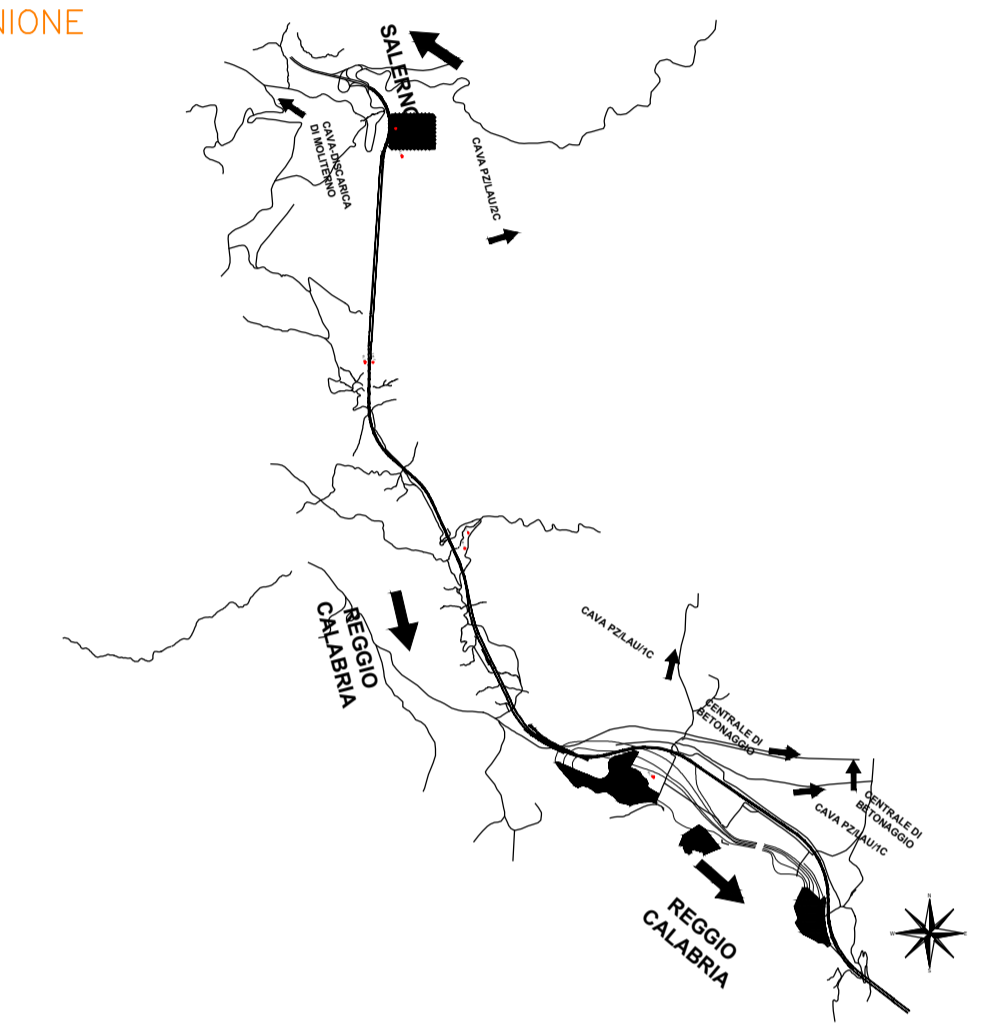 NIONE
SALERNO
CAVA-DISCARICA
DI MOLITERNO
CAVA PZ/LAU/2C
REGGIO
CALABRIA
CAVA PZ/LAU/1C
CENTRALE DI
BETONAGGIO
CENTRALE DI
BETONAGGIO
CAVA PZ/LAU/1C
REGGIO
CALABRIA
N
W
E
S